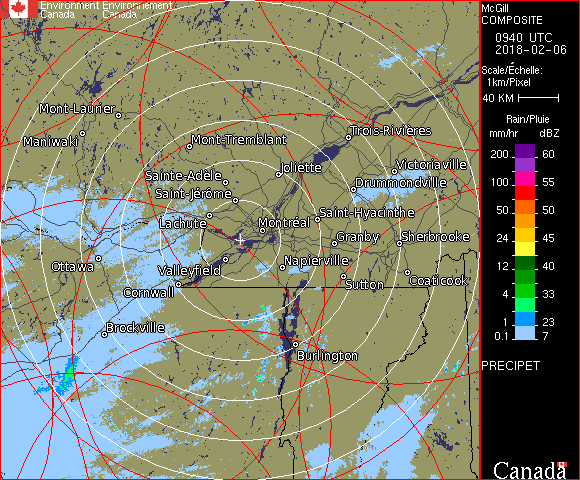 Environment Environnement
Canada Canada
McGill
COMPOSITE
0940 UTC
2018-02-06
Scale/Échelle:
1km/Pixel
40 KM
Rain/Pluie
mm/hr dBZ
200 60
100 55
50 50
24 45
12 40
4 33
1 23
0.1 7
PRECIPET
Canada
Mont-Laurier
Maniwaki
Mont-Tremblant
Trois-Rivières
Joliette
Victoriaville
Sainte-Adèle
Drummondville
Saint-Jérôme
Lachute
Montréal
Saint-Hyacinthe
Granby
Sherbrooke
Ottawa
Valleyfield
Napierville
Sutton
Coaticook
Cornwall
Brockville
Burlington